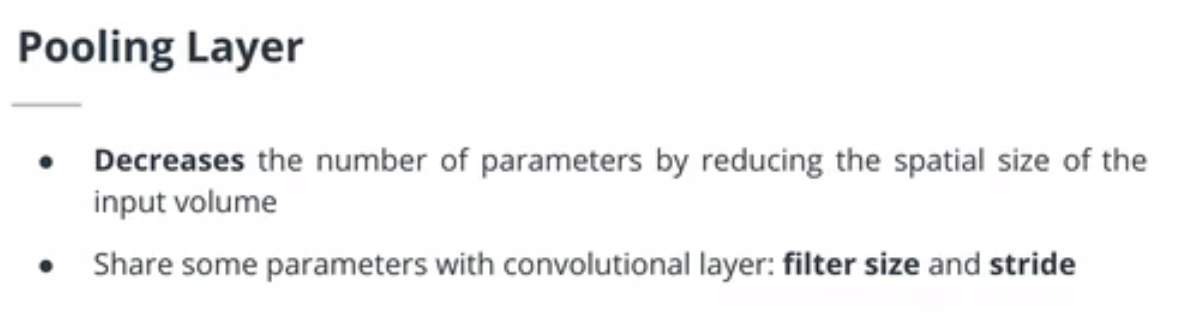 Pooling Layer
• Decreases the number of parameters by reducing the spatial size of the
input volume
• Share some parameters with convolutional layer: filter size and stride